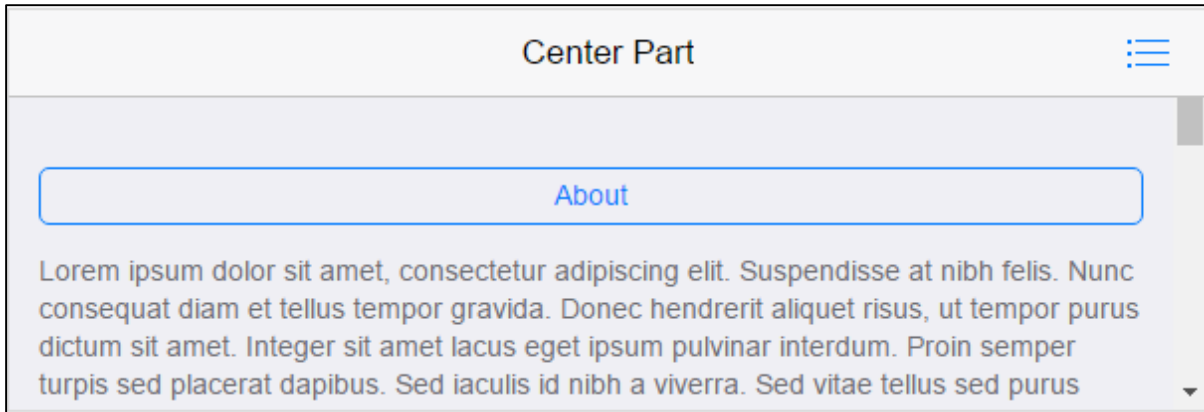 Center Part
About
Lorem ipsum dolor sit amet, consectetur adipiscing elit. Suspendisse at nibh felis. Nunc
consequat diam et tellus tempor gravida. Donec hendrerit aliquet risus, ut tempor purus
dictum sit amet. Integer sit amet lacus eget ipsum pulvinar interdum. Proin semper
turpis sed placerat dapibus. Sed iaculis id nibh a viverra. Sed vitae tellus sed purus